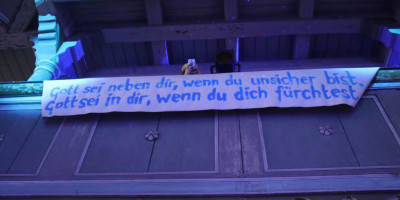 Gott sei neben dir, wenn du unsicher bist.
Gott sei in dir, wenn du dich fürchtest.